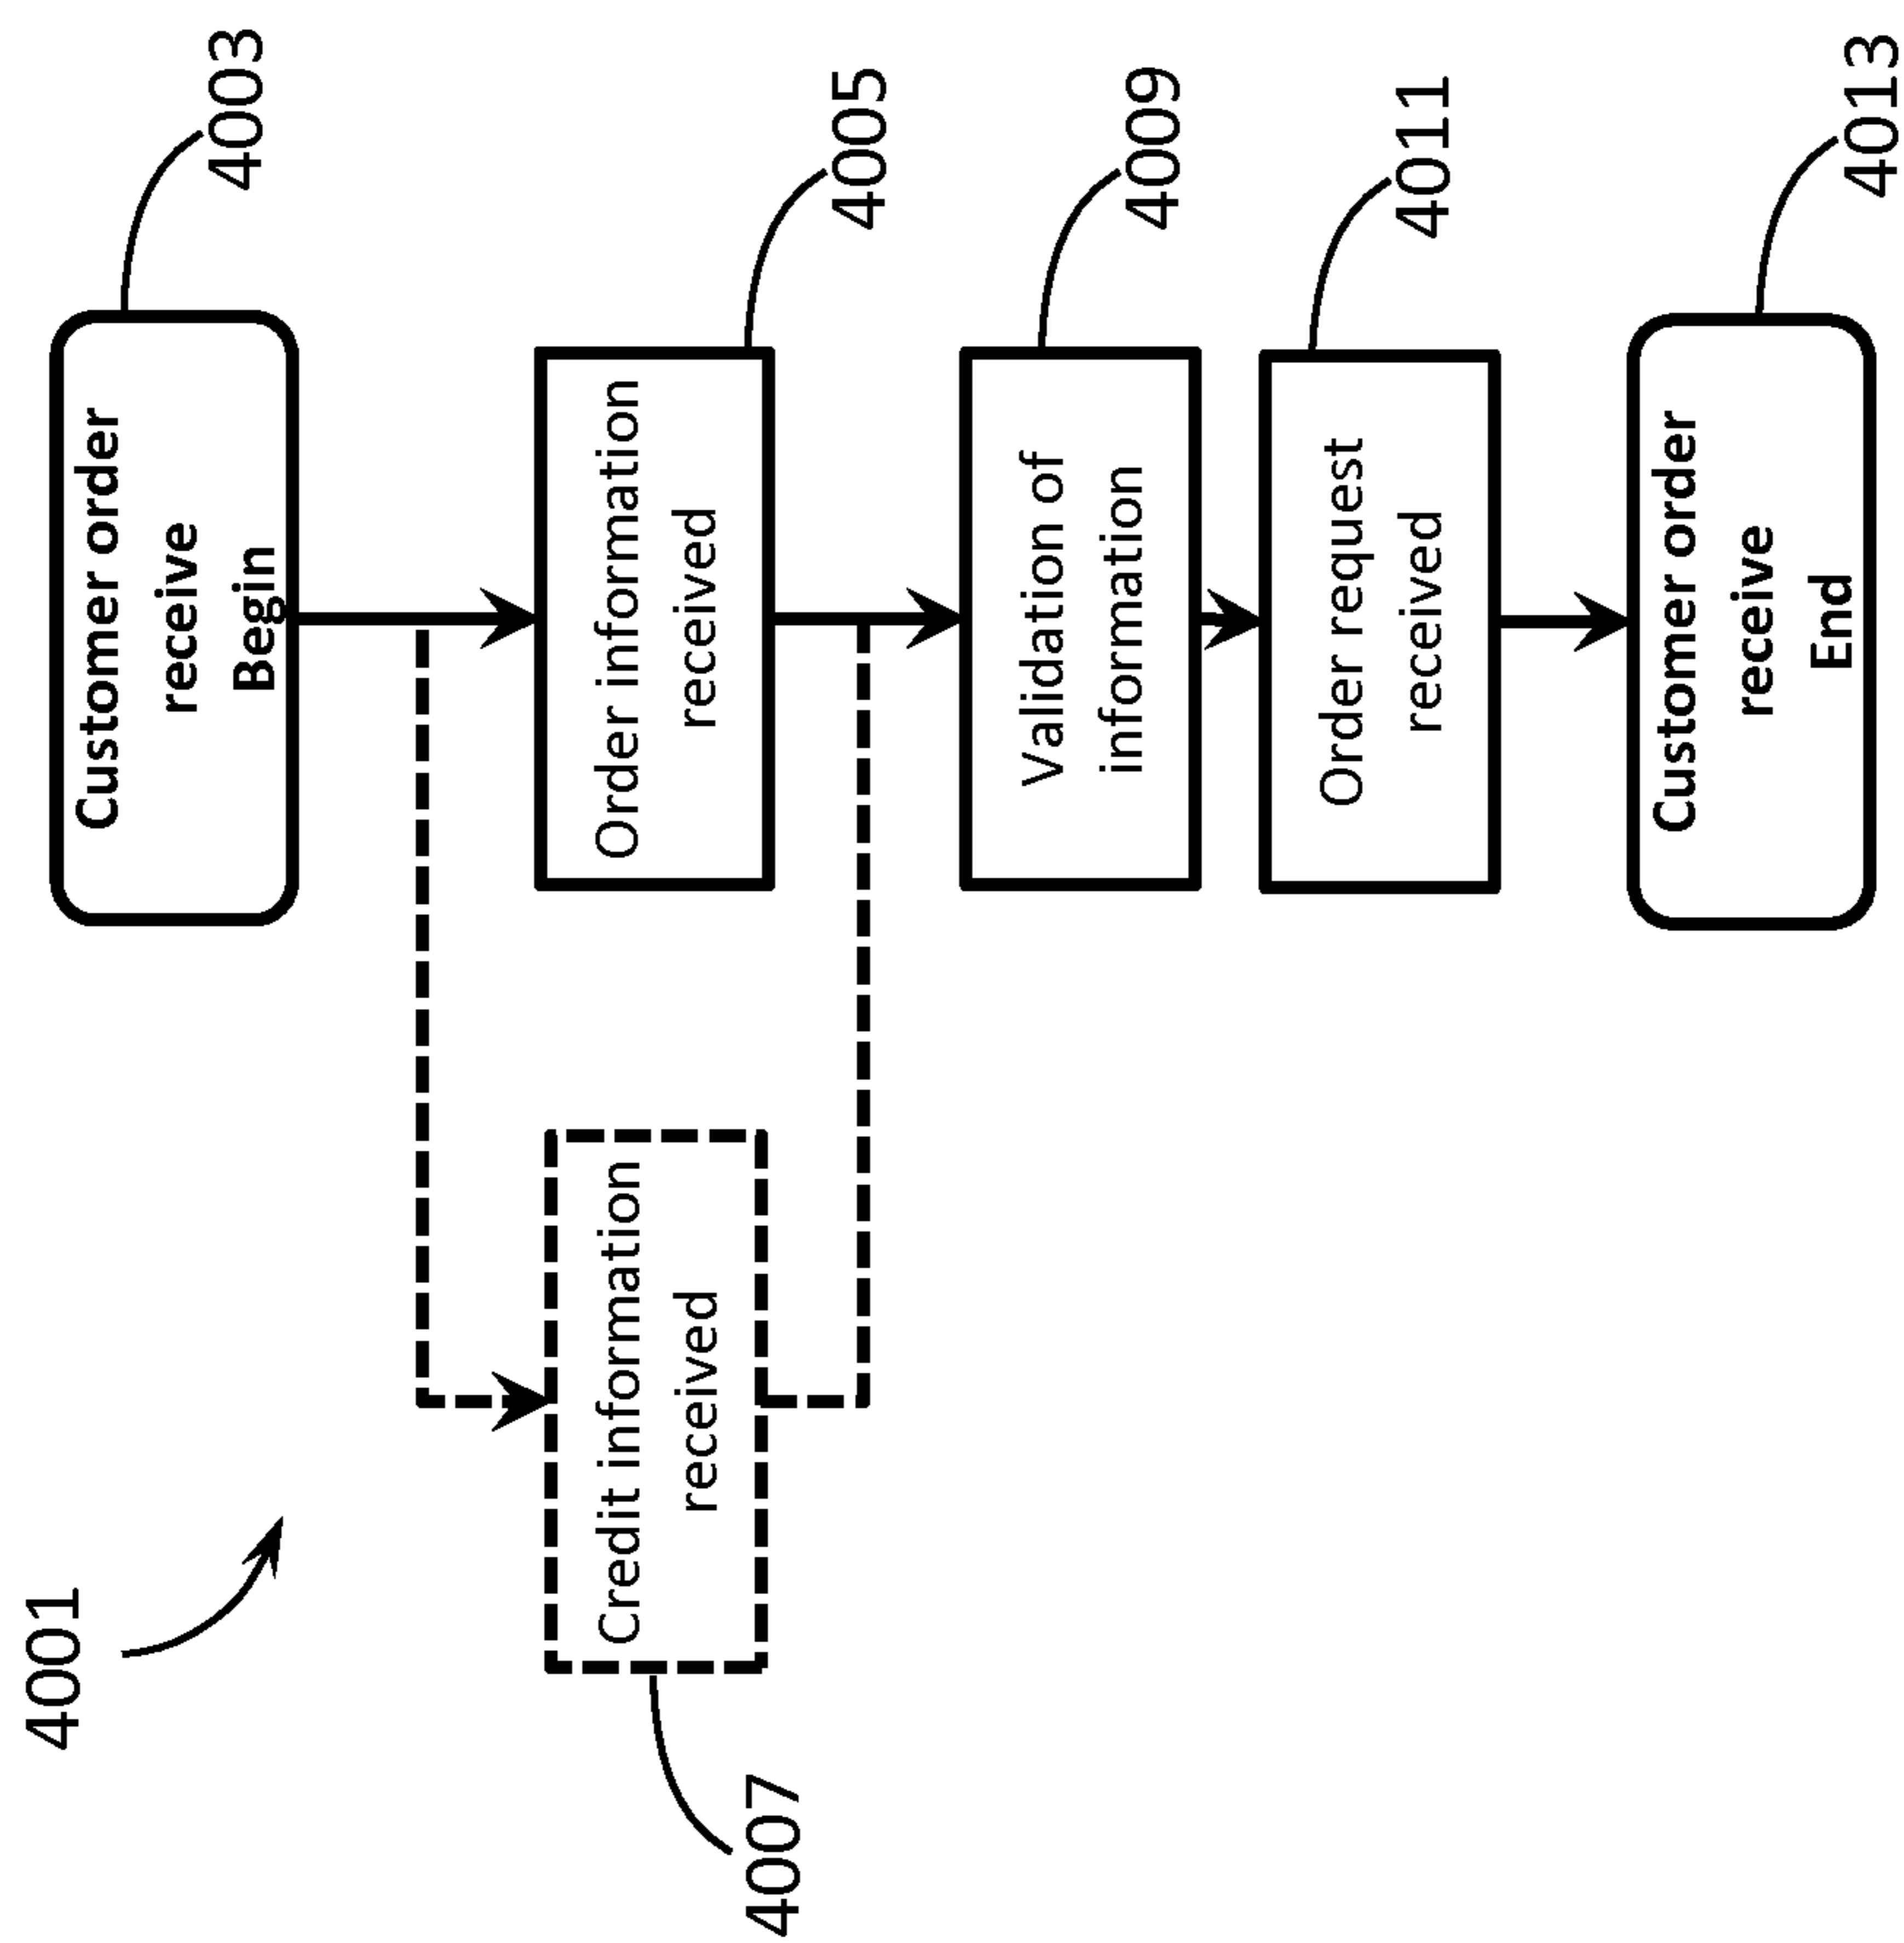 4001
Customer order
receive
Begin
4003
Order information
received
4005
Credit information
received
4007
Validation of
information
4009
Order request
received
4011
Customer order
receive
End
4013